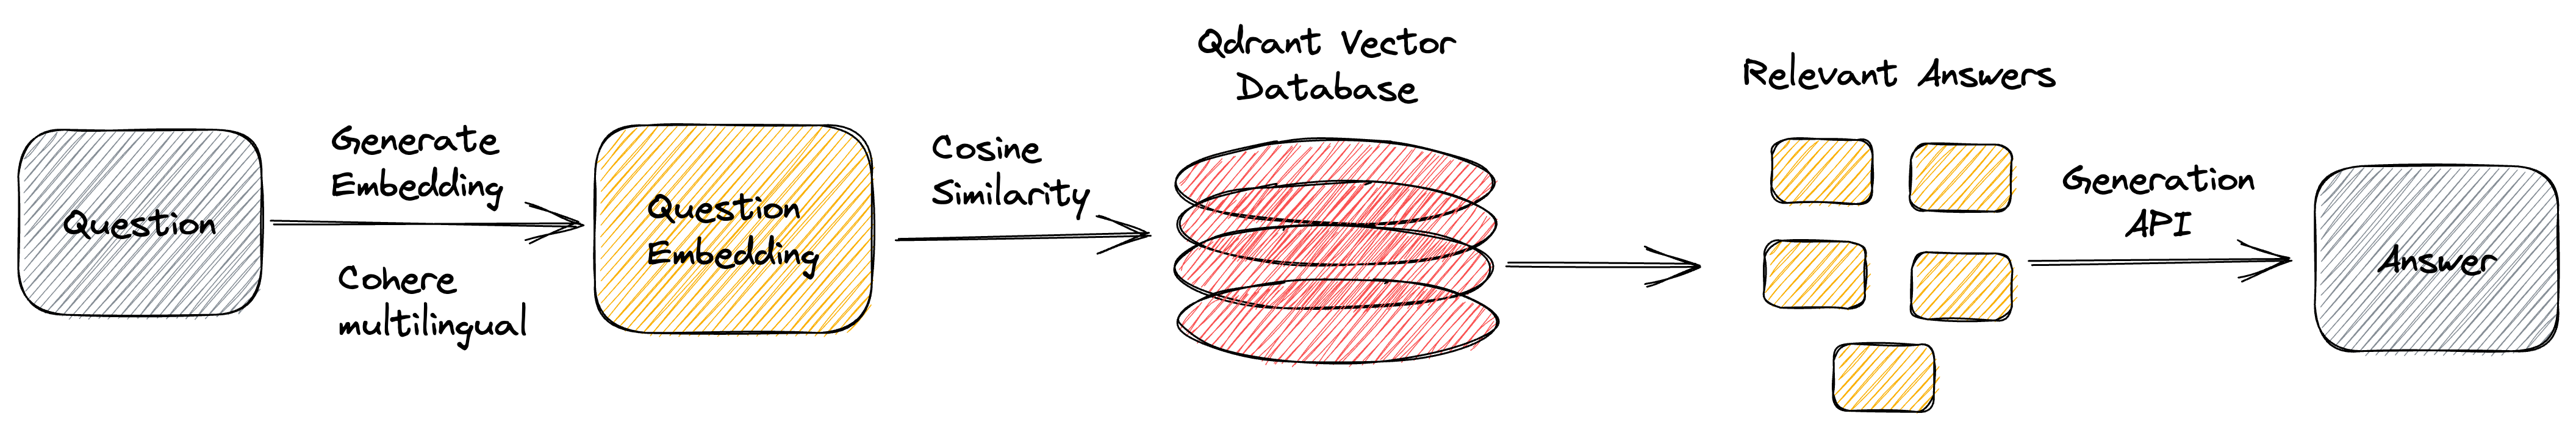 Question
Generate
Embedding
Cohere
multilingual
Question
Embedding
Cosine
Similarity
Qdrant Vector
Database
Relevant Answers
Generation
API
Answer